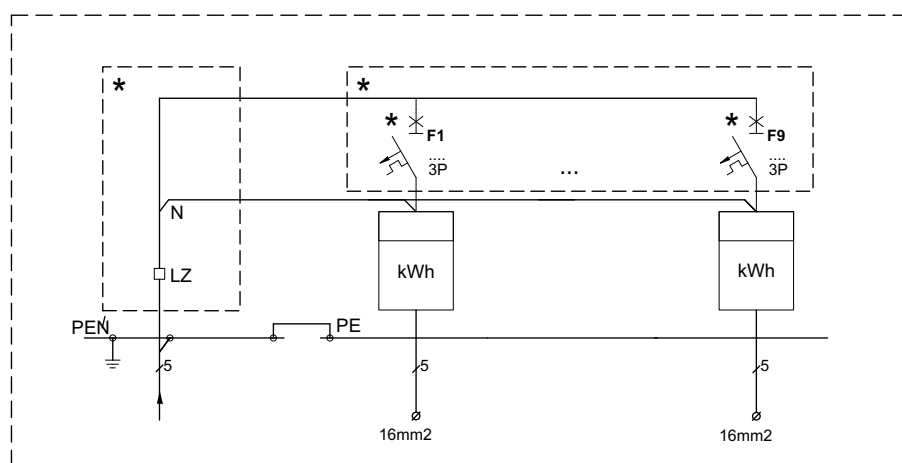 *
*
* F1
* F9
....
3P
...
....
3P
N
kWh
kWh
LZ
PEN
PE
5
5
5
16mm2
16mm2